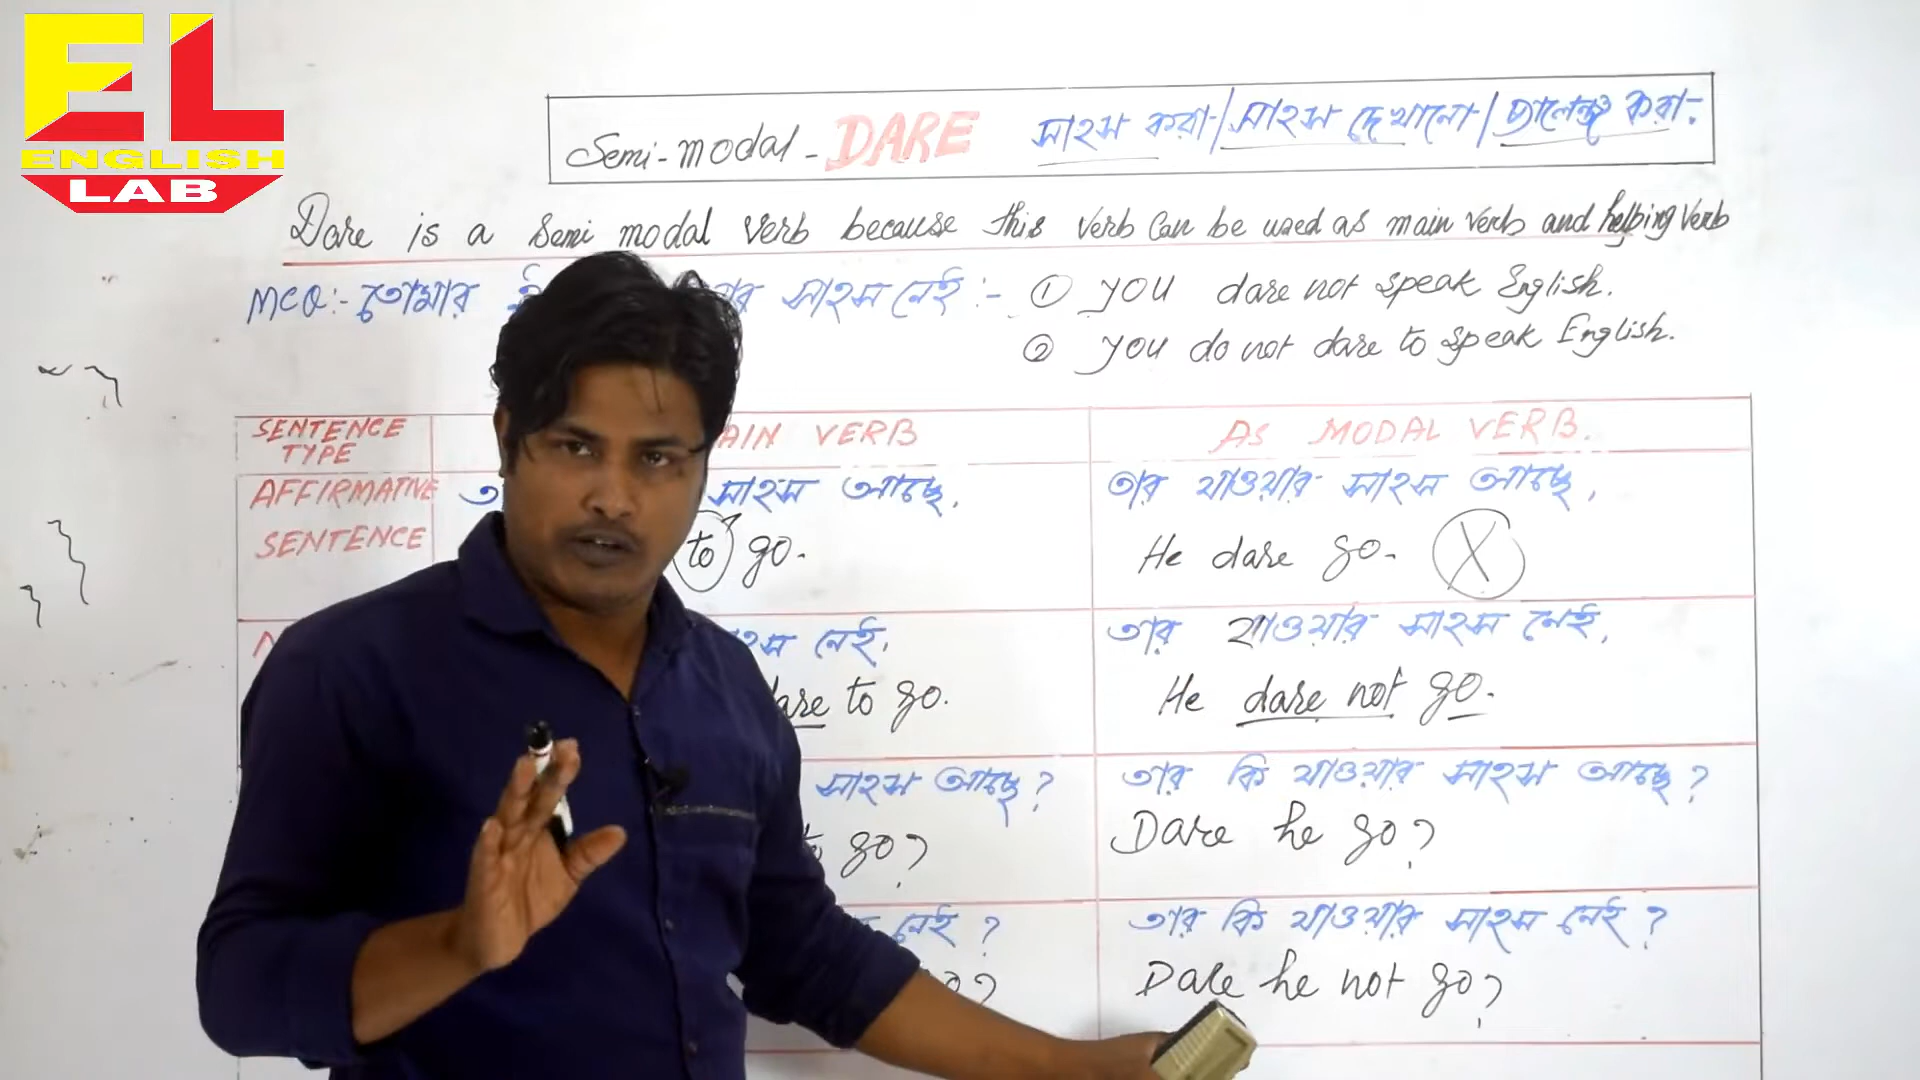 EL
ENGLISH
LAB
Semi-modal - DARE সাহস করা / সাহস দেখানো / চ্যালেঞ্জ করা :
Dare is a semi modal verb because this verb can be used as main verb and helping verb
MCQ :- তোমার সাহস নেই :- ① you dare not speak English.
② you do not dare to speak English.
SENTENCE TYPE
AIN VERB
AS MODAL VERB.
AFFIRMATIVE SENTENCE
সাহস আছে.
to go.
তার যাওয়ার সাহস আছে.
He dare go. X
নেই.
are to go.
তার যাওয়ার সাহস নেই.
He dare not go.
সাহস আছে ?
go?
তার কি যাওয়ার সাহস আছে ?
Dare he go?
নেই ?
তার কি যাওয়ার সাহস নেই ?
Dare he not go?